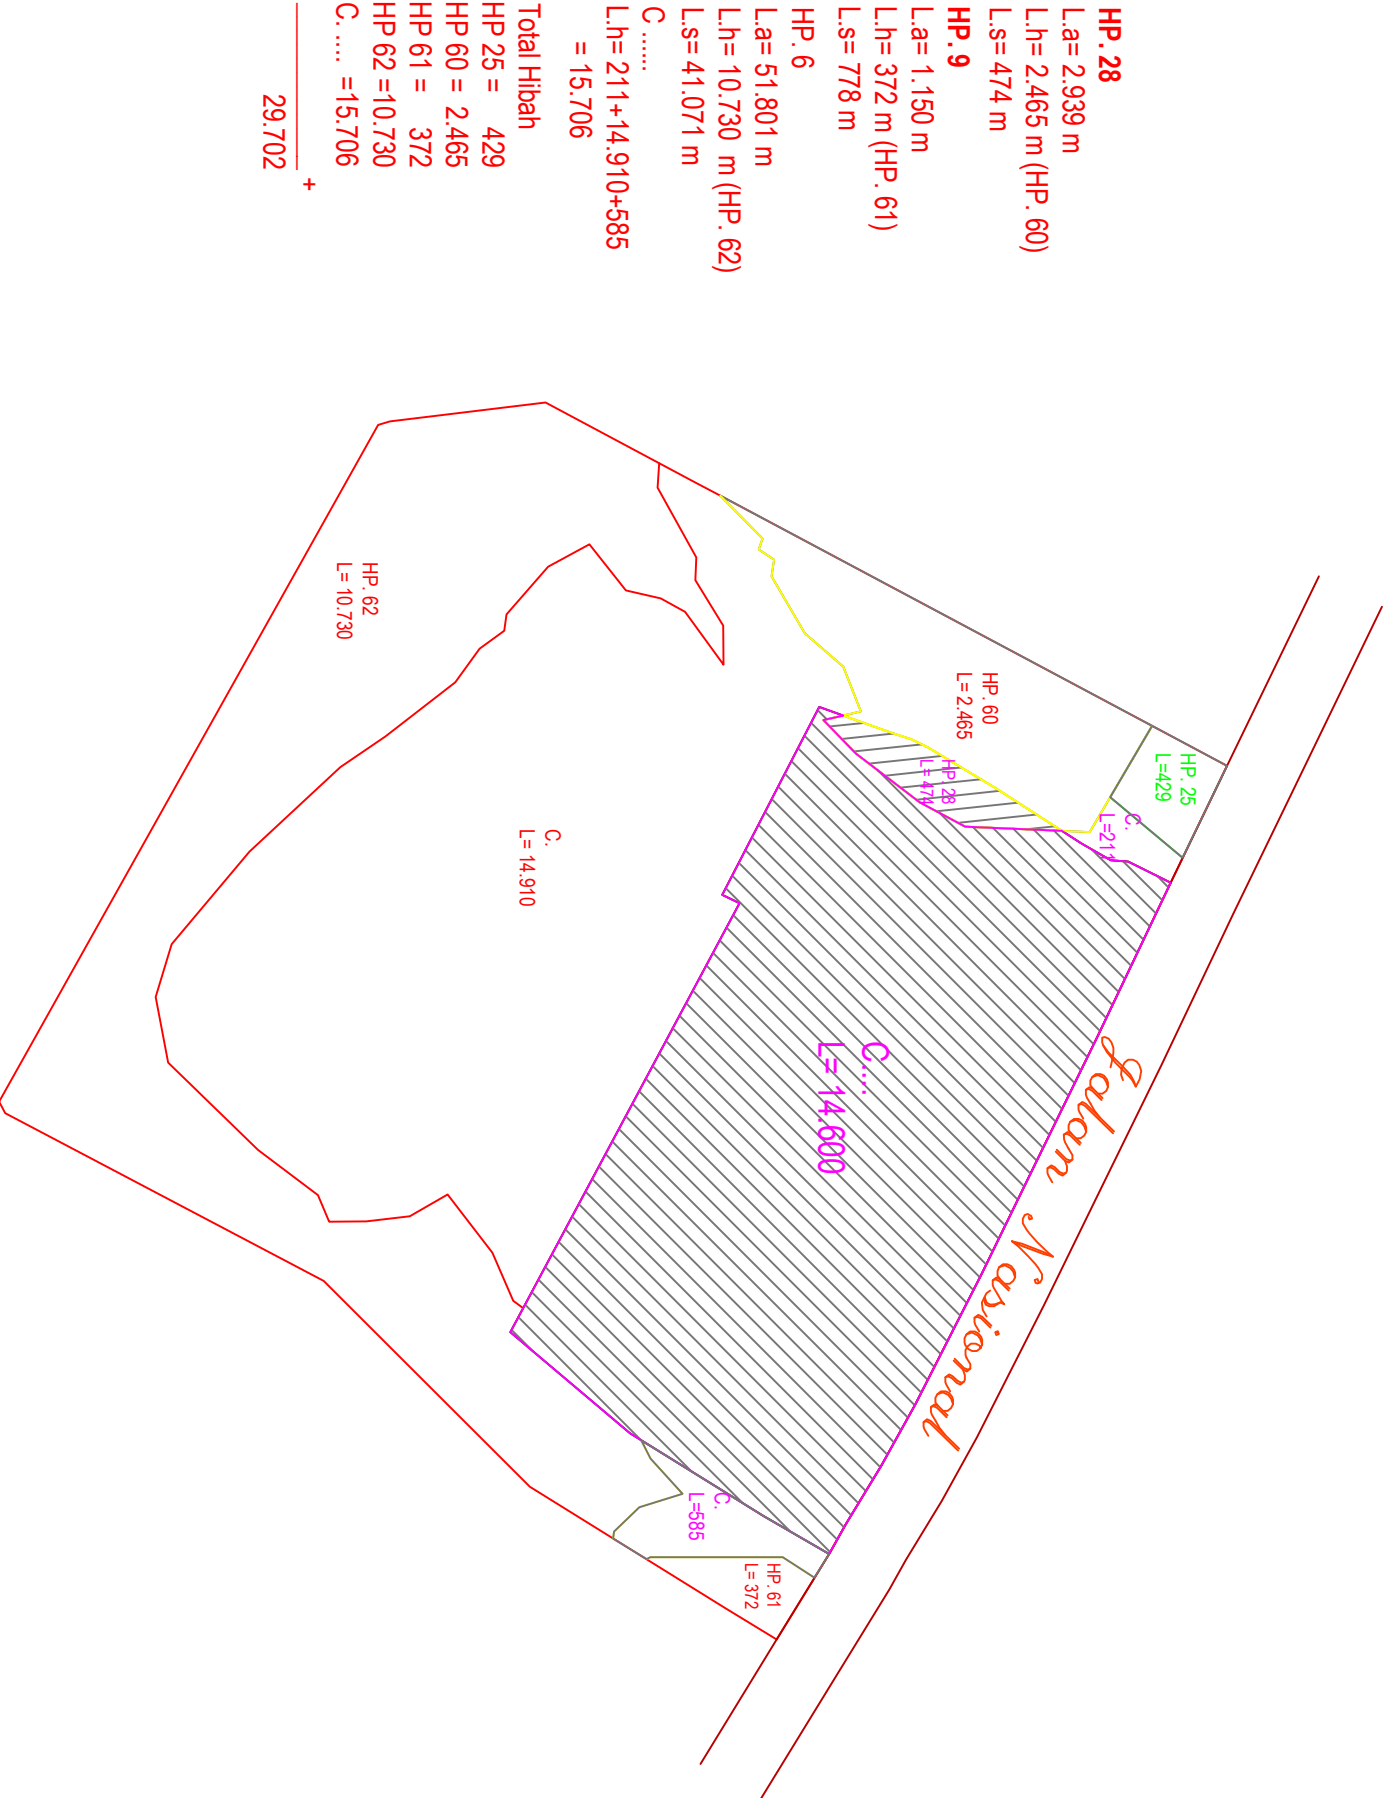 HP. 28
L.a= 2.939 m
L.h= 2.465 m (HP. 60)
L.s= 474 m
HP. 9
L.a= 1.150 m
L.h= 372 m (HP. 61)
L.s= 778 m
HP. 6
L.a= 51.801 m
L.h= 10.730 m (HP. 62)
L.s= 41.071 m
C ......
L.h= 211+14.910+585
= 15.706
Total Hibah
HP 25 = 429
HP 60 = 2.465
HP 61 = 372
HP 62 =10.730
C. .... =15.706
+
29.702
HP. 25
L=429
C.
L=211
HP. 60
L= 2.465
HP. 28
L= 474
Jalan Nasional
C....
L= 14.600
HP. 61
L= 372
C.
L=585
C.
L= 14.910
HP. 62
L= 10.730